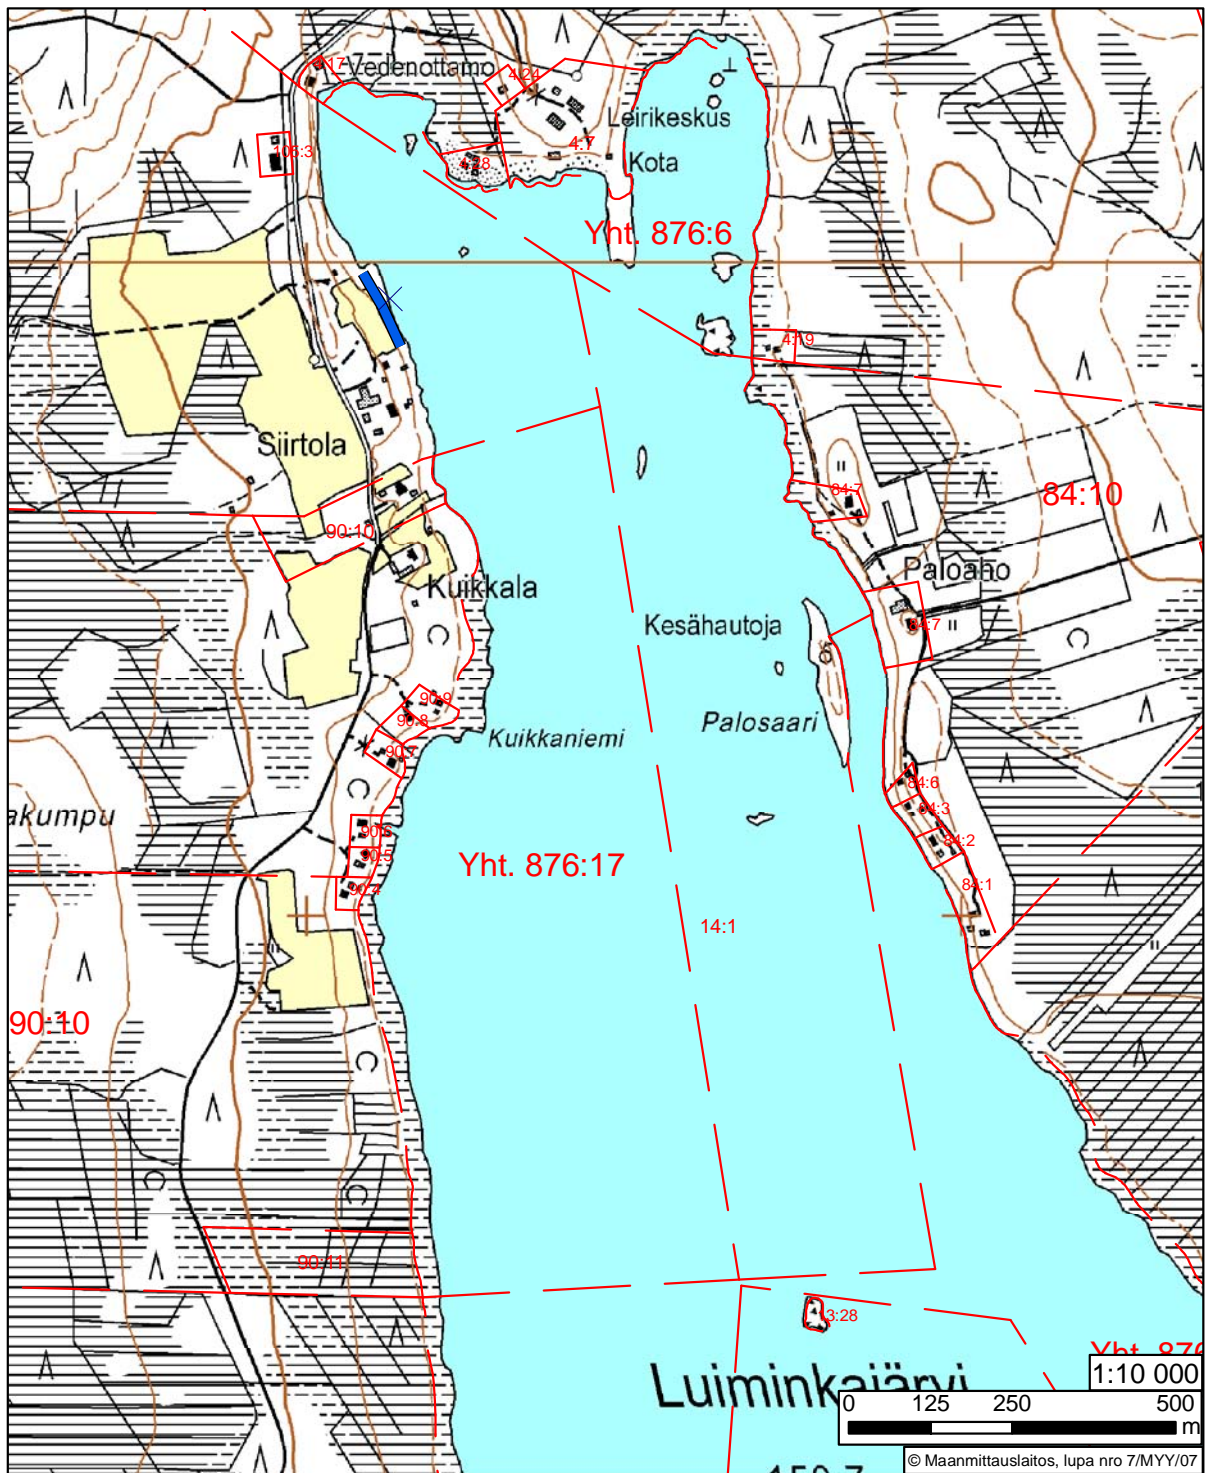 Vedenottamo
4:24
Leirikeskus
4:7
105:3
4:28
Kota
Yht. 876:6
4:19
Siirtola
84:7
84:10
90:10
Paloaho
Kuikkala
Kesähautoja
84:7
90:9
90:8
Palosaari
Kuikkaniemi
90:7
84:6
84:3
akumpu
90:6
84:2
90:5
Yht. 876:17
90:4
84:1
14:1
90:10
90:11
3:28
Yht. 876
1:10 000
Luiminkajärvi
0 125 250 500
m
© Maanmittauslaitos, lupa nro 7/MYY/07